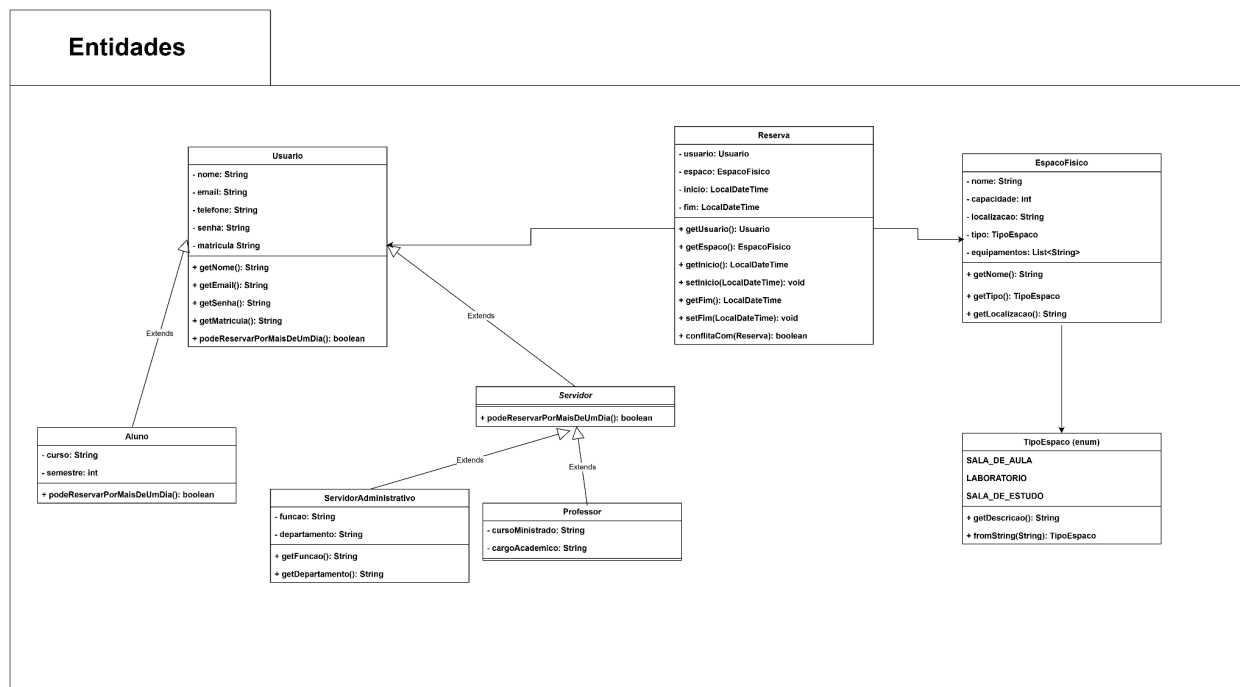 Entidades
Usuario
- nome: String
- email: String
- telefone: String
- senha: String
- matricula String
+ getNome(): String
+ getEmail(): String
+ getSenha(): String
+ getMatricula(): String
+ podeReservarPorMaisDeUmDia(): boolean
Reserva
- usuario: Usuario
- espaco: EspacoFisico
- inicio: LocalDateTime
- fim: LocalDateTime
+ getUsuario(): Usuario
+ getEspaco(): EspacoFisico
+ getInicio(): LocalDateTime
+ setInicio(LocalDateTime): void
+ getFim(): LocalDateTime
+ setFim(LocalDateTime): void
+ conflitaCom(Reserva): boolean
EspacoFisico
- nome: String
- capacidade: int
- localizacao: String
- tipo: TipoEspaco
- equipamentos: List<String>
+ getNome(): String
+ getTipo(): TipoEspaco
+ getLocalizacao(): String
Extends
Extends
Servidor
+ podeReservarPorMaisDeUmDia(): boolean
Aluno
- curso: String
- semestre: int
+ podeReservarPorMaisDeUmDia(): boolean
Extends
Extends
ServidorAdministrativo
- funcao: String
- departamento: String
+ getFuncao(): String
+ getDepartamento(): String
Professor
- cursoMinistrado: String
- cargoAcademico: String
TipoEspaco (enum)
SALA_DE_AULA
LABORATORIO
SALA_DE_ESTUDO
+ getDescricao(): String
+ fromString(String): TipoEspaco